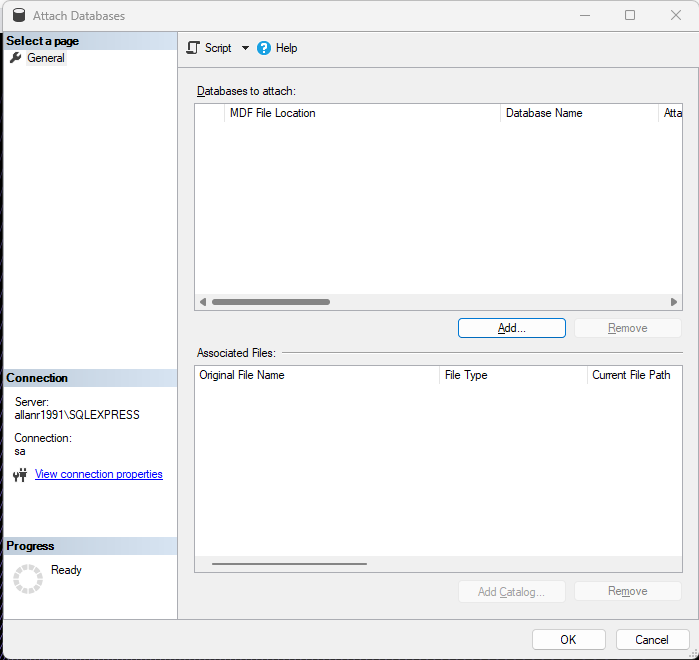 Attach Databases
Select a page
General
Script
Help
Databases to attach:
MDF File Location
Database Name
Atta
Add...
Remove
Associated Files:
Original File Name
File Type
Current File Path
Connection
Server:
allanr1991\SQLEXPRESS
Connection:
sa
View connection properties
Progress
Ready
Add Catalog...
Remove
OK
Cancel